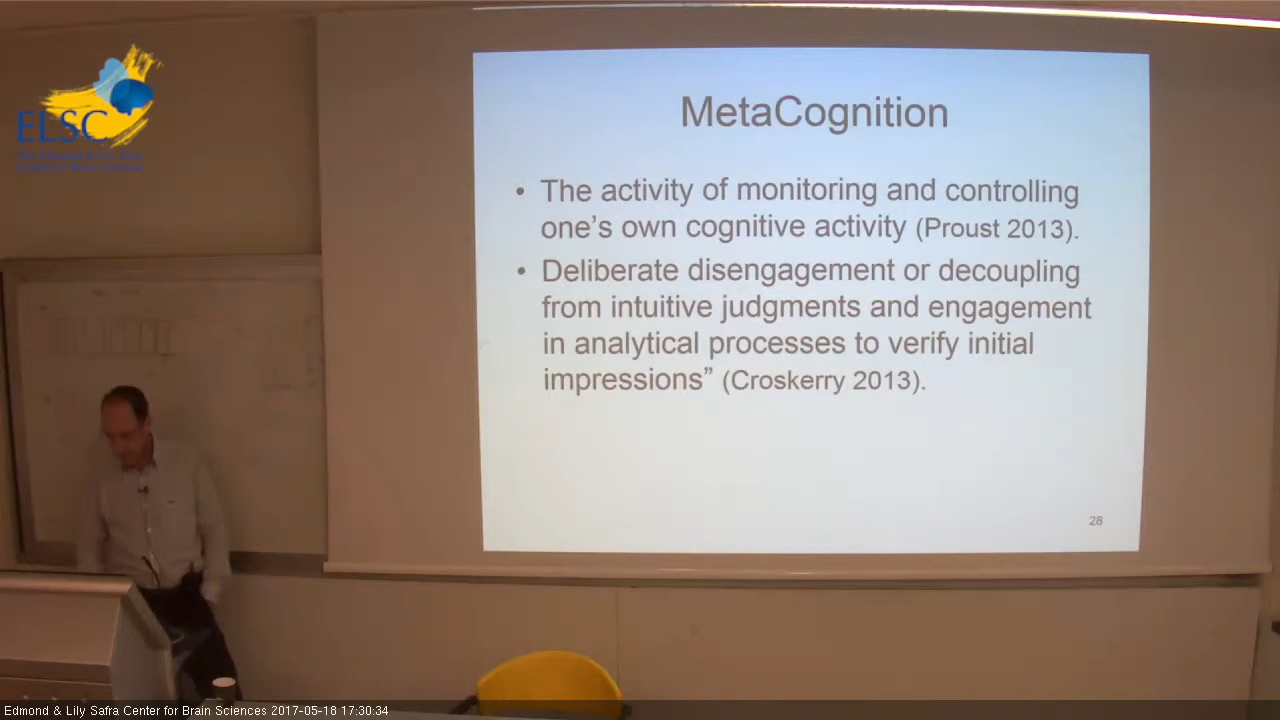 ELSC
MetaCognition
• The activity of monitoring and controlling
one’s own cognitive activity (Proust 2013).
• Deliberate disengagement or decoupling
from intuitive judgments and engagement
in analytical processes to verify initial
impressions” (Croskerry 2013).
28
Edmond & Lily Safra Center for Brain Sciences 2017-05-18 17:30:34